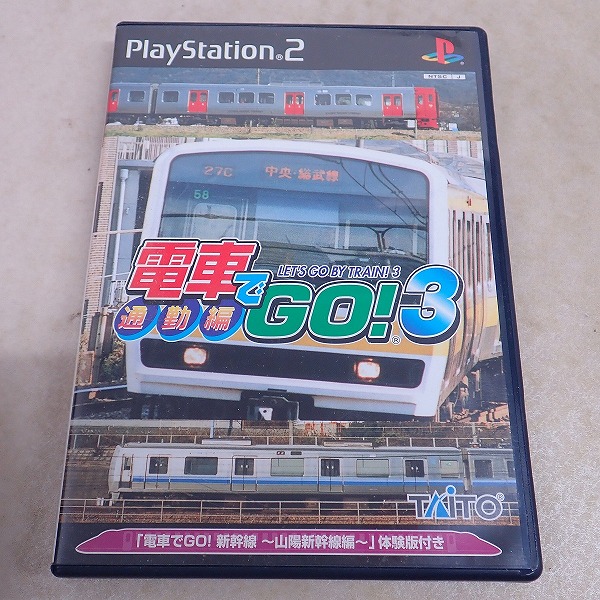 PlayStation®2
NTSC J
27C 中央・総武線
58
電車でGO!®3
LET'S GO BY TRAIN! 3
通勤編
TAITO®
「電車でGO! 新幹線 ~山陽新幹線編~」体験版付き